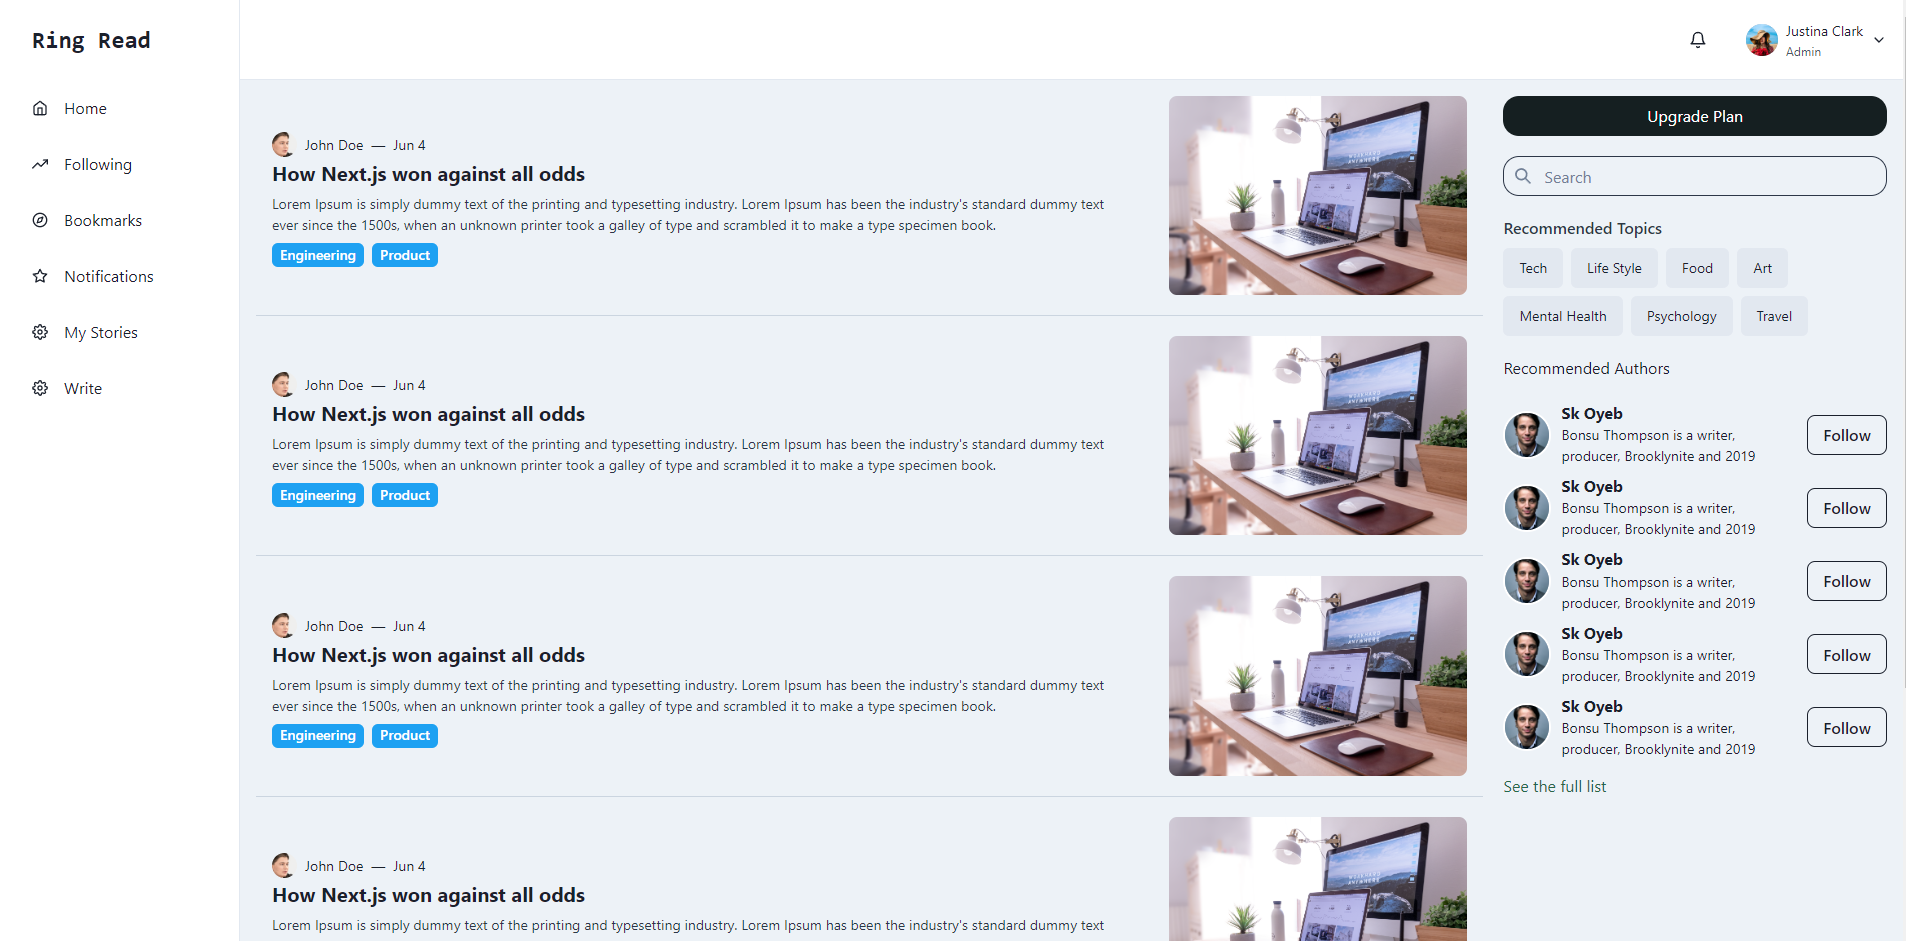 Ring Read
Home
Following
Bookmarks
Notifications
My Stories
Write
Justina Clark
Admin
John Doe — Jun 4
How Next.js won against all odds
Lorem Ipsum is simply dummy text of the printing and typesetting industry. Lorem Ipsum has been the industry's standard dummy text
ever since the 1500s, when an unknown printer took a galley of type and scrambled it to make a type specimen book.
Engineering Product
WORK HARD
ANYWHERE
John Doe — Jun 4
How Next.js won against all odds
Lorem Ipsum is simply dummy text of the printing and typesetting industry. Lorem Ipsum has been the industry's standard dummy text
ever since the 1500s, when an unknown printer took a galley of type and scrambled it to make a type specimen book.
Engineering Product
WORK HARD
ANYWHERE
John Doe — Jun 4
How Next.js won against all odds
Lorem Ipsum is simply dummy text of the printing and typesetting industry. Lorem Ipsum has been the industry's standard dummy text
ever since the 1500s, when an unknown printer took a galley of type and scrambled it to make a type specimen book.
Engineering Product
WORK HARD
ANYWHERE
John Doe — Jun 4
How Next.js won against all odds
Lorem Ipsum is simply dummy text of the printing and typesetting industry. Lorem Ipsum has been the industry's standard dummy text
WORK HARD
ANYWHERE
Upgrade Plan
Search
Recommended Topics
Tech Life Style Food Art
Mental Health Psychology Travel
Recommended Authors
Sk Oyeb
Bonsu Thompson is a writer,
producer, Brooklynite and 2019
Follow
Sk Oyeb
Bonsu Thompson is a writer,
producer, Brooklynite and 2019
Follow
Sk Oyeb
Bonsu Thompson is a writer,
producer, Brooklynite and 2019
Follow
Sk Oyeb
Bonsu Thompson is a writer,
producer, Brooklynite and 2019
Follow
Sk Oyeb
Bonsu Thompson is a writer,
producer, Brooklynite and 2019
Follow
See the full list